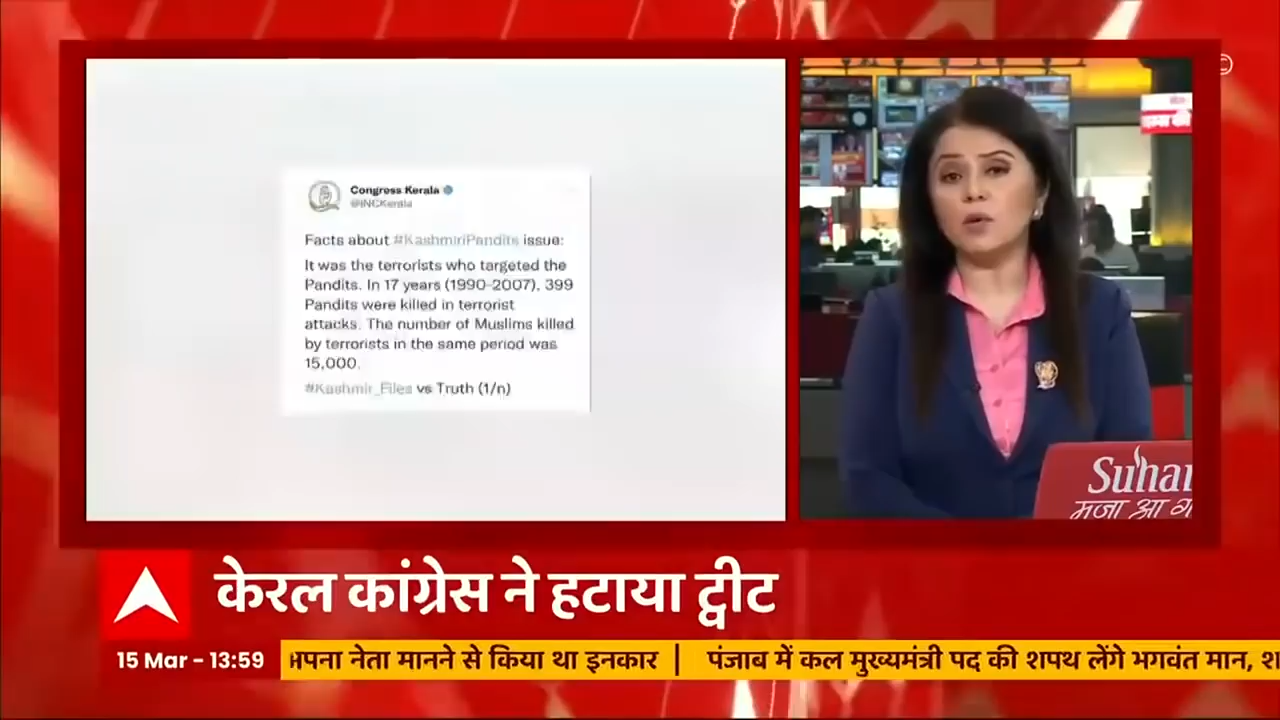 Congress Kerala
@INCKerala
Facts about #KashmiriPandits issue:
It was the terrorists who targeted the
Pandits. In 17 years (1990-2007), 399
Pandits were killed in terrorist
attacks. The number of Muslims killed
by terrorists in the same period was
15,000.
#Kashmir_Files vs Truth (1/n)
Suhan
मज़ा आ ग
केरल कांग्रेस ने हटाया ट्वीट
15 Mar - 13:59
अपना नेता मानने से किया था इनकार | पंजाब में कल मुख्यमंत्री पद की शपथ लेंगे भगवंत मान, श